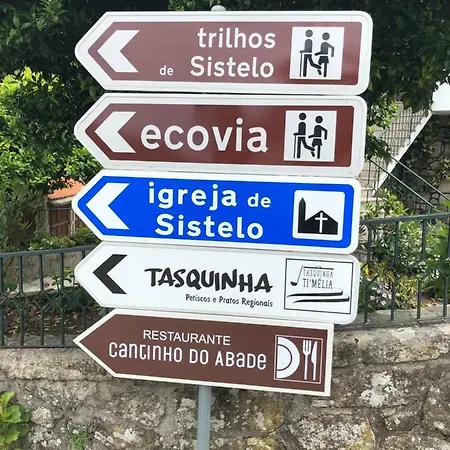 trilhos
de Sistelo
ecovia
igreja de
Sistelo
TASQUINHA
Petiscos e Pratos Regionais
TASQUINHA
TI'MÉLIA
RESTAURANTE
CANTINHO DO ABADE